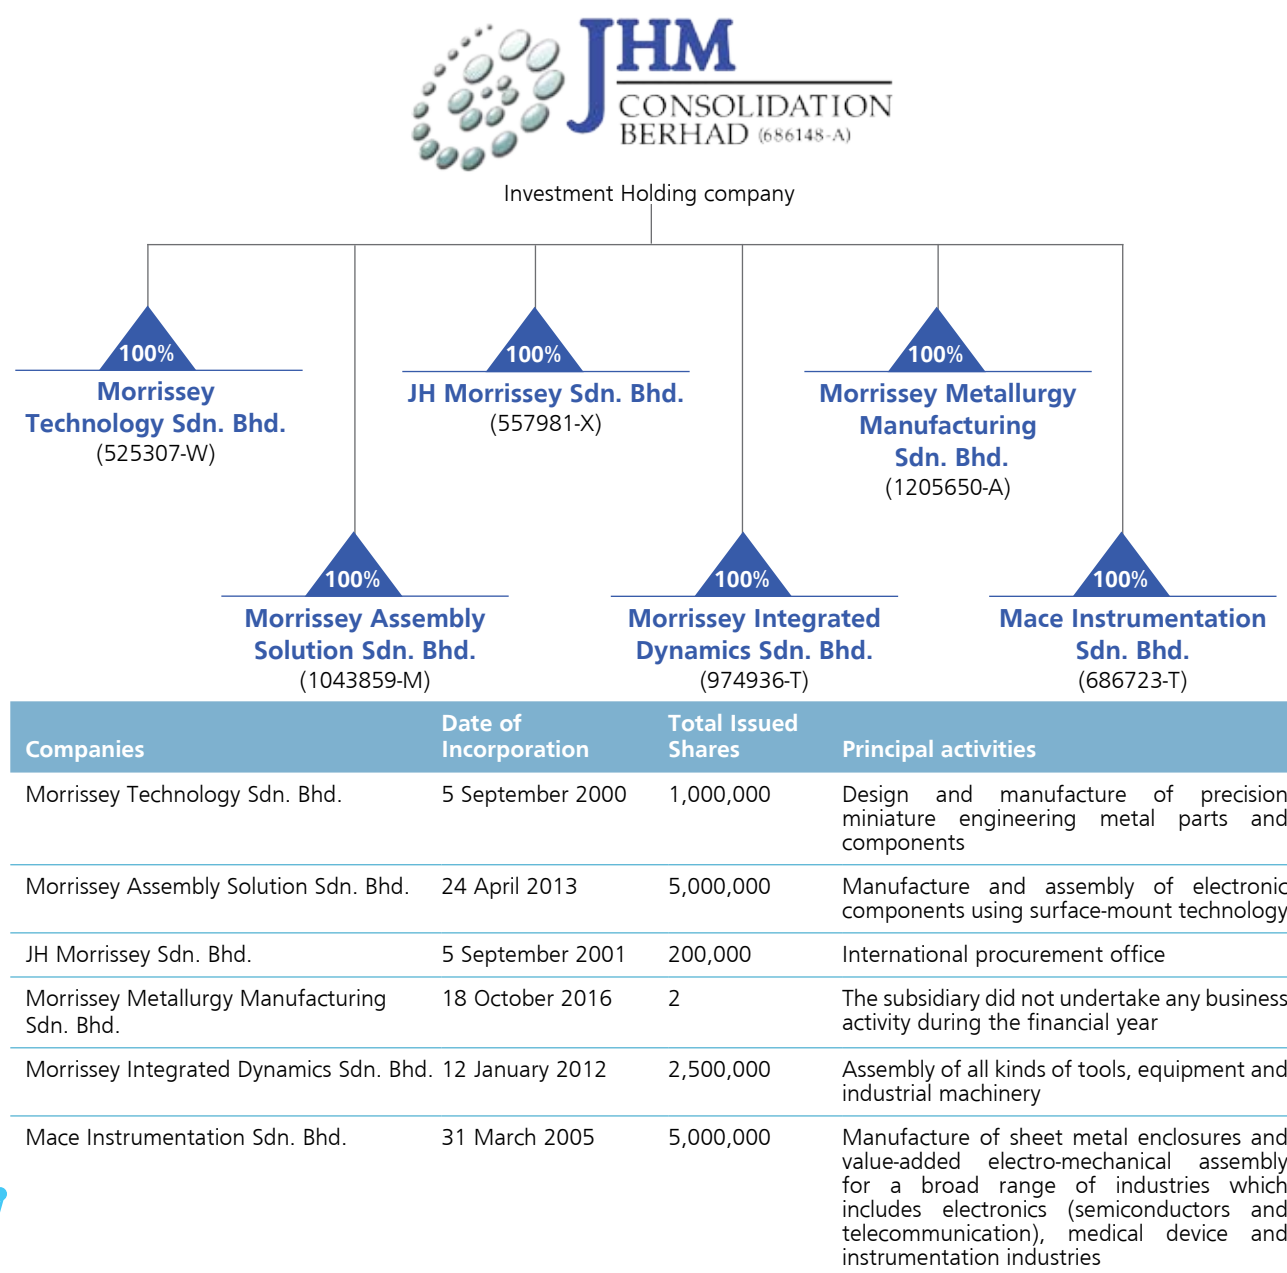 JHM
CONSOLIDATION
BERHAD (686148-A)
Investment Holding company
100%
Morrissey
Technology Sdn. Bhd.
(525307-W)
100%
JH Morrissey Sdn. Bhd.
(557981-X)
100%
Morrissey Metallurgy
Manufacturing
Sdn. Bhd.
(1205650-A)
100%
Morrissey Assembly
Solution Sdn. Bhd.
(1043859-M)
100%
Morrissey Integrated
Dynamics Sdn. Bhd.
(974936-T)
100%
Mace Instrumentation
Sdn. Bhd.
(686723-T)
Companies
Date of
Incorporation
Total Issued
Shares
Principal activities
Morrissey Technology Sdn. Bhd.
5 September 2000
1,000,000
Design and manufacture of precision
miniature engineering metal parts and
components
Morrissey Assembly Solution Sdn. Bhd.
24 April 2013
5,000,000
Manufacture and assembly of electronic
components using surface-mount technology
JH Morrissey Sdn. Bhd.
5 September 2001
200,000
International procurement office
Morrissey Metallurgy Manufacturing
Sdn. Bhd.
18 October 2016
2
The subsidiary did not undertake any business
activity during the financial year
Morrissey Integrated Dynamics Sdn. Bhd.
12 January 2012
2,500,000
Assembly of all kinds of tools, equipment and
industrial machinery
Mace Instrumentation Sdn. Bhd.
31 March 2005
5,000,000
Manufacture of sheet metal enclosures and
value-added electro-mechanical assembly
for a broad range of industries which
includes electronics (semiconductors and
telecommunication), medical device and
instrumentation industries